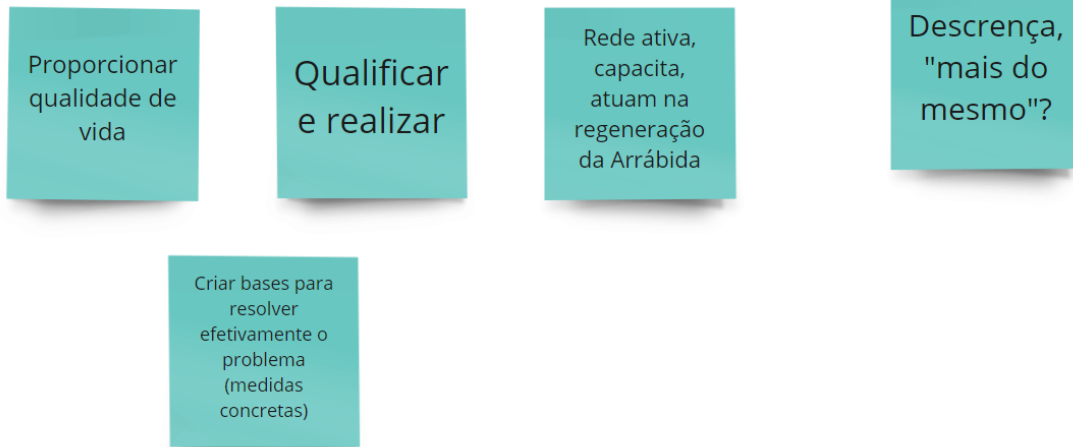 Proporcionar
qualidade de
vida
Qualificar
e realizar
Rede ativa,
capacita,
atuam na
regeneração
da Arrábida
Descrença,
"mais do
mesmo"?
Criar bases para
resolver
efetivamente o
problema
(medidas
concretas)